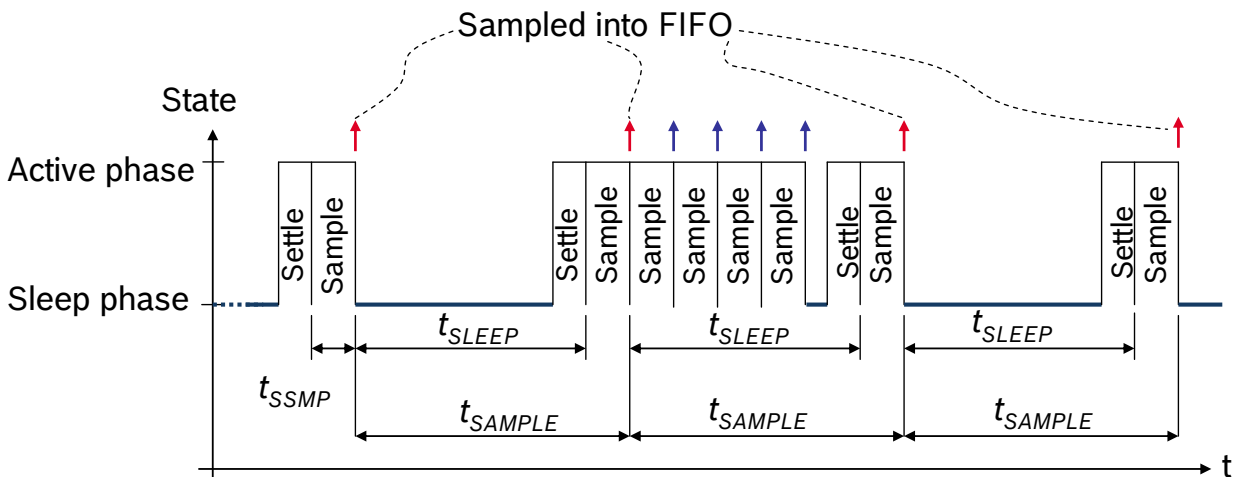 Sampled into FIFO
State
Active phase
Settle
Sample
Settle
Sample
Sample
Sample
Sample
Sample
Settle
Sample
Settle
Sample
Sleep phase
tSLEEP
tSLEEP
tSLEEP
tSSMP
tSAMPLE
tSAMPLE
tSAMPLE
t